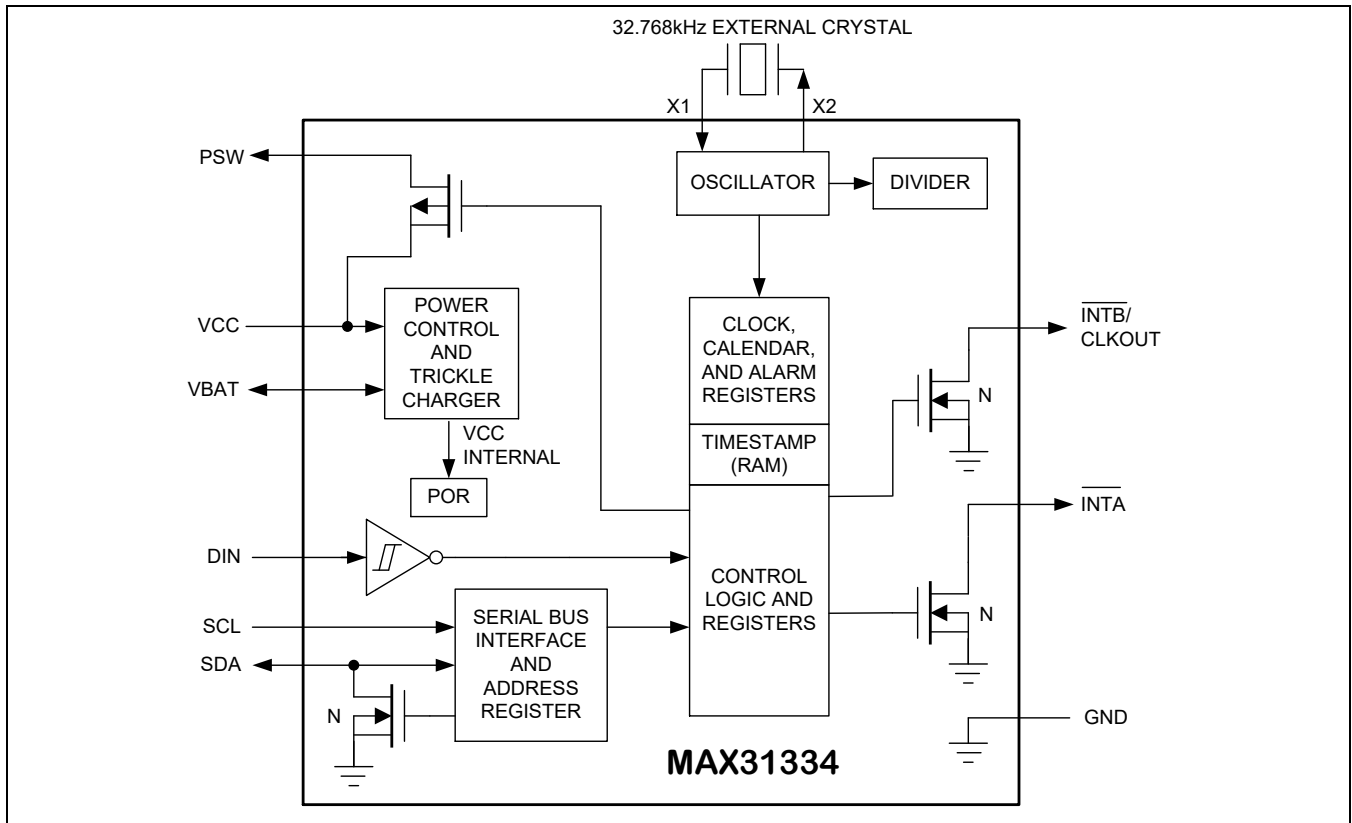 32.768kHz EXTERNAL CRYSTAL
X1
X2
PSW
OSCILLATOR
DIVIDER
VCC
VBAT
POWER
CONTROL
AND
TRICKLE
CHARGER
CLOCK,
CALENDAR,
AND ALARM
REGISTERS
INTB/
CLKOUT
N
VCC
INTERNAL
POR
TIMESTAMP
(RAM)
INTA
DIN
CONTROL
LOGIC AND
REGISTERS
N
SCL
SDA
SERIAL BUS
INTERFACE
AND
ADDRESS
REGISTER
N
GND
MAX31334